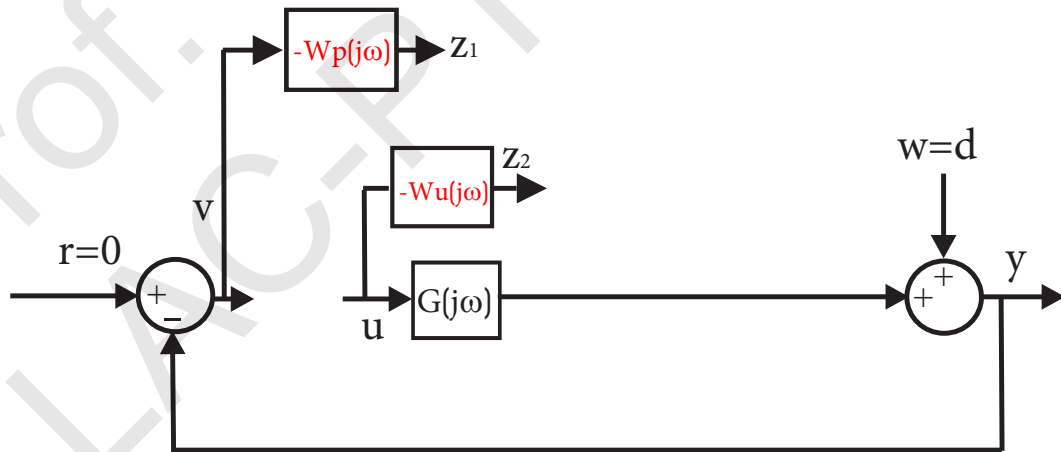 -Wp(jω)
z1
-Wu(jω)
z2
w=d
v
r=0
+
−
u
G(jω)
+
+
y